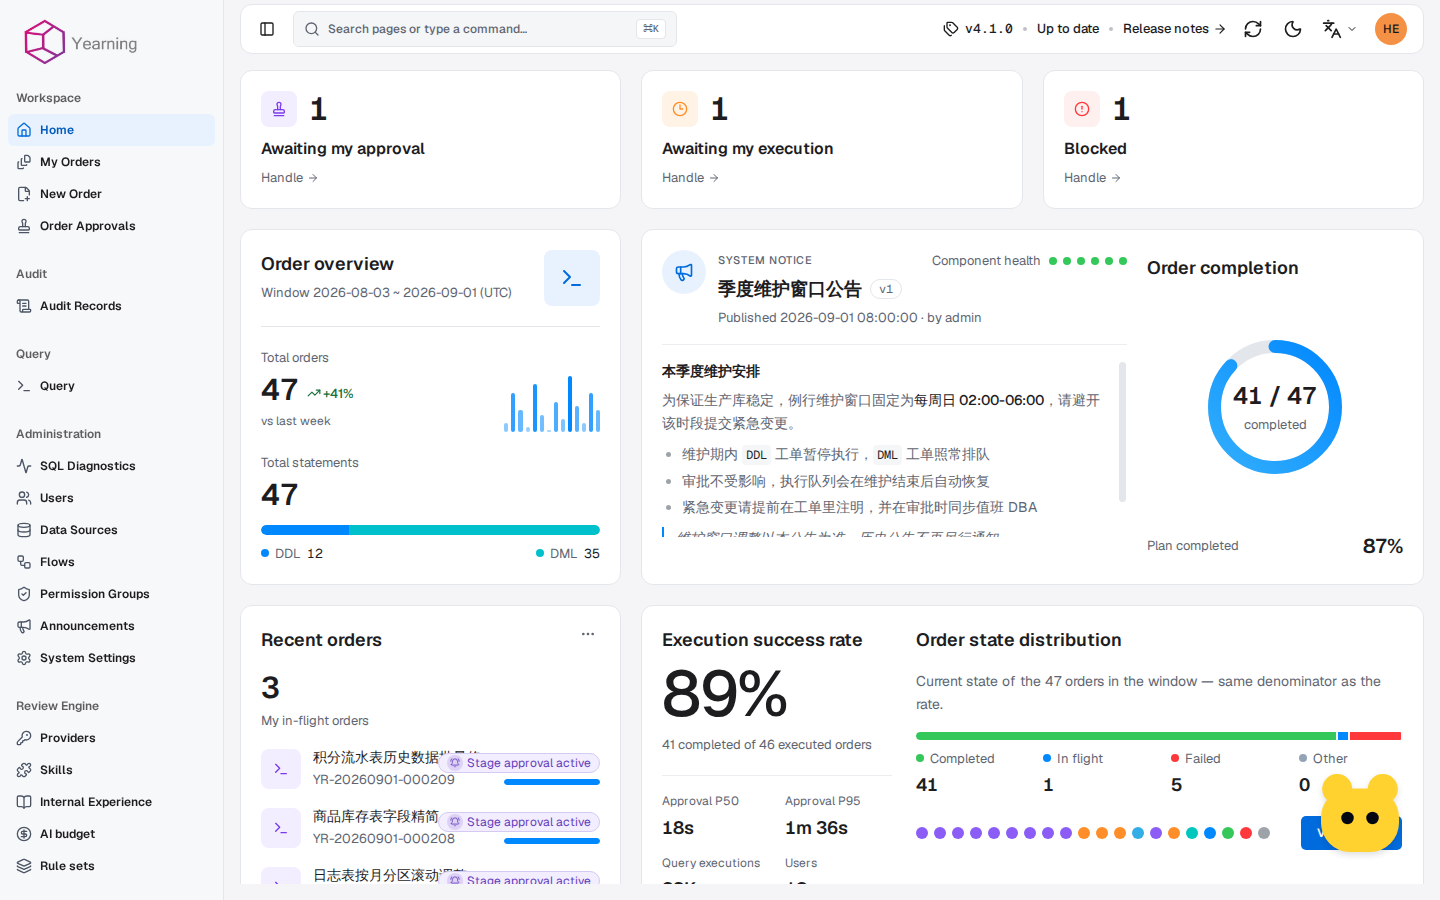 Yearning
Workspace
Home
My Orders
New Order
Order Approvals
Audit
Audit Records
Query
Query
Administration
SQL Diagnostics
Users
Data Sources
Flows
Permission Groups
Announcements
System Settings
Review Engine
Providers
Skills
Internal Experience
AI budget
Rule sets
Search pages or type a command...
⌘K
v4.1.0
Up to date
Release notes →
HE
1
Awaiting my approval
Handle →
1
Awaiting my execution
Handle →
1
Blocked
Handle →
Order overview
Window 2026-08-03 ~ 2026-09-01 (UTC)
Total orders
47 +41%
vs last week
Total statements
47
DDL 12
DML 35
SYSTEM NOTICE
Component health
季度维护窗口公告 v1
Published 2026-09-01 08:00:00 · by admin
本季度维护安排
为保证生产库稳定，例行维护窗口固定为每周日 02:00-06:00，请避开
该时段提交紧急变更。
维护期内 DDL 工单暂停执行，DML 工单照常排队
审批不受影响，执行队列会在维护结束后自动恢复
紧急变更请提前在工单里注明，并在审批时同步值班 DBA
Order completion
41 / 47
completed
Plan completed
87%
Recent orders
3
My in-flight orders
积分流水表历史数据
Stage approval active
YR-20260901-000209
商品库存表字段精简
Stage approval active
YR-20260901-000208
日志表按月分区滚动
Stage approval active
Execution success rate
89%
41 completed of 46 executed orders
Approval P50
18s
Approval P95
1m 36s
Query executions
Users
Order state distribution
Current state of the 47 orders in the window — same denominator as the
rate.
Completed
41
In flight
1
Failed
5
Other
0